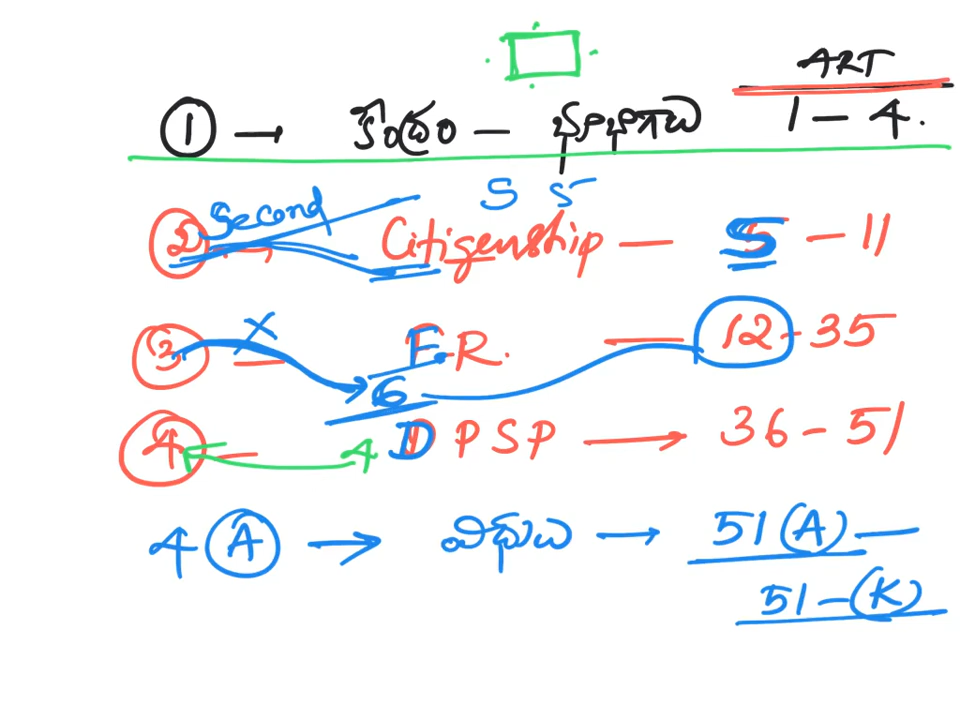 ART
① → కేంద్రం – భూభాగం 1 – 4.
S 5
② Second → Citizenship — 5 – 11
③ X F.R. — 12 - 35
6
④ 4 DPSP → 36 – 51
4 (A) → విధులు → 51 (A) —
51 – (K)